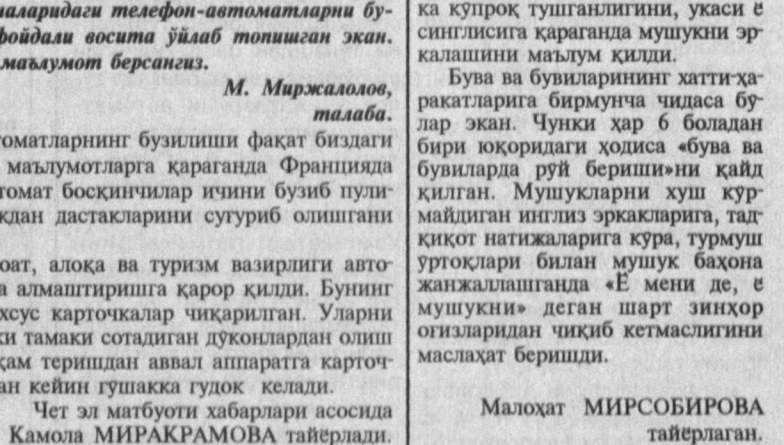 наларидаги телефон-автоматларни бу-
фойдали восита ўйлаб топишган экан.
маълумот берсангиз.
М. Миржалолов,
талаба.
томатларнинг бузилиши фақат биздаги
маълумотларга қараганда Францияда
томат босқинчилар ичини бузиб пули-
кдан дастакларини суғуриб олишгани
оат, алоқа ва туризм вазирлиги авто-
а алмаштиришга қарор қилди. Бунинг
хсус карточкалар чиқарилган. Уларни
ки тамаки сотадиган дўконлардан олиш
қам теришдан аввал аппаратга карточ-
ан кейин гўшакка гудок келади.
Чет эл матбуоти хабарлари асосида
Камола МИРАКРАМОВА тайёрлади.
ка кўпроқ тушганлигини, укаси ё
синглисига қараганда мушукни эр-
калашини маълум қилди.
Бува ва бувиларининг хатти-ҳа-
ракатларига бирмунча чидаса бў-
лар экан. Чунки ҳар 6 боладан
бири юқоридаги ҳодиса «бува ва
бувиларда рўй бериши»ни қайд
қилган. Мушукларни хуш кўр-
майдиган инглиз эркакларига, тад-
қиқот натижаларига кўра, турмуш
ўртоқлари билан мушук баҳона
жанжаллашганда «Ё мени де, ё
мушукни» деган шарт зинҳор
оғизларидан чиқиб кетмаслигини
маслаҳат беришди.
Малоҳат МИРСОБИРОВА
тайёрлаган.